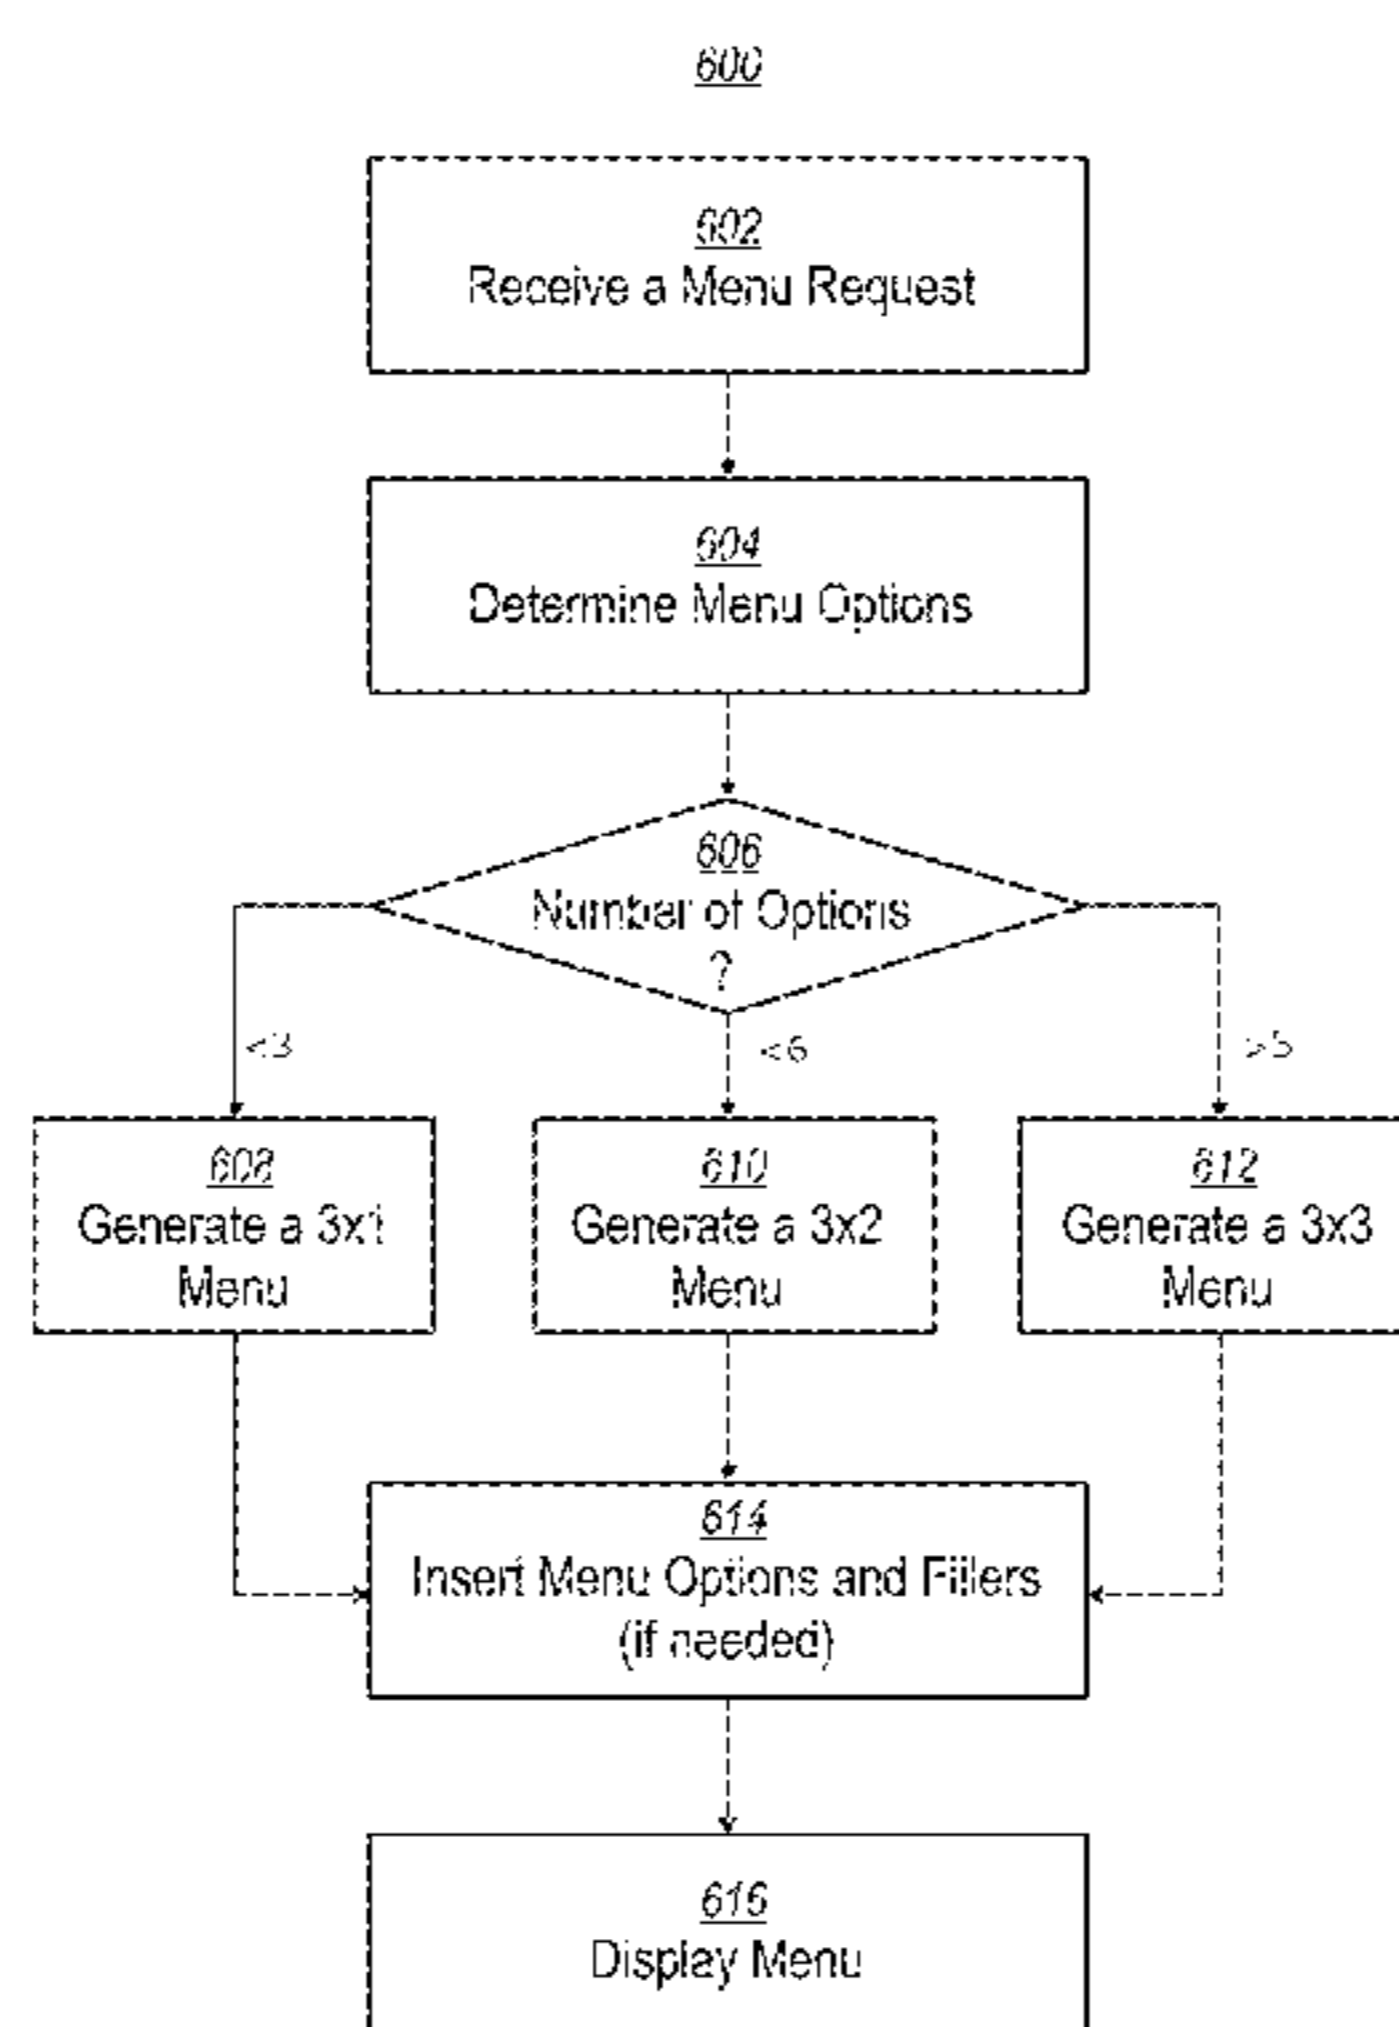 600
602
Receive a Menu Request
604
Determine Menu Options
606
Number of Options
?
<3
<6
>5
608
Generate a 3x1
Menu
610
Generate a 3x2
Menu
612
Generate a 3x3
Menu
614
Insert Menu Options and Fillers
(if needed)
616
Display Menu